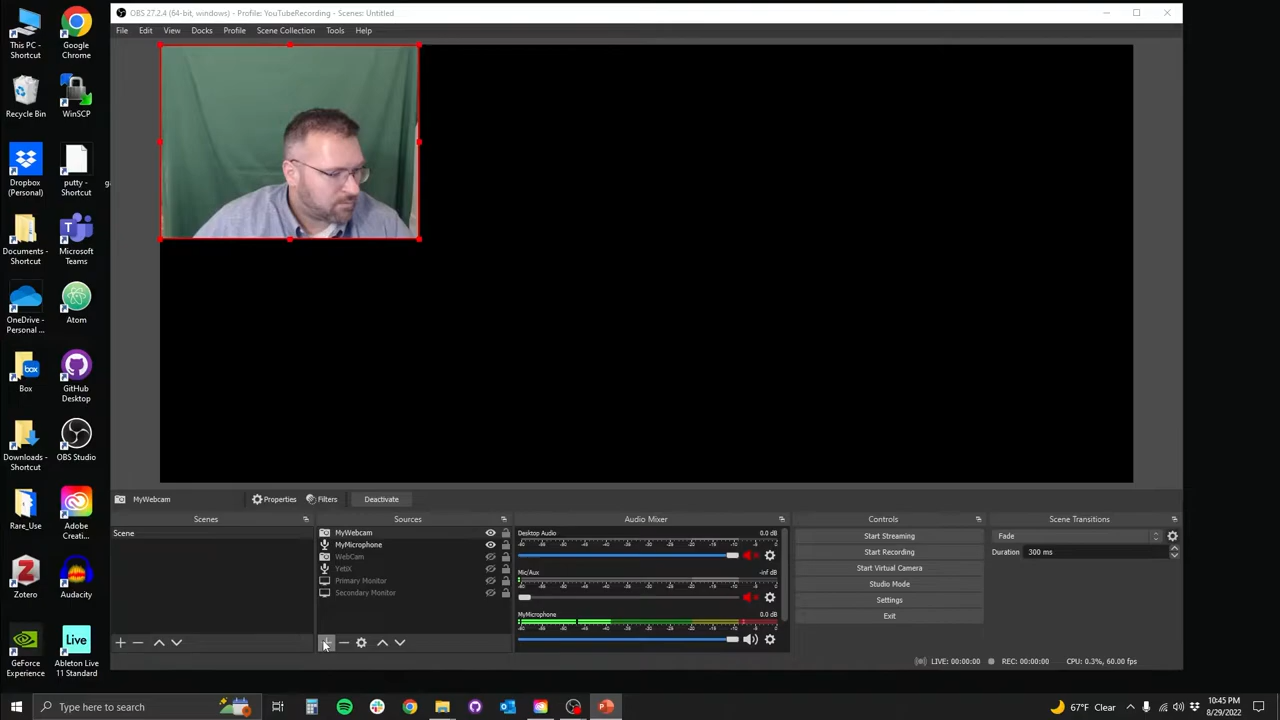 OBS 27.2.4 (64-bit, windows) - Profile: YouTubeRecording - Scenes: Untitled
File Edit View Docks Profile Scene Collection Tools Help
This PC - Shortcut
Google Chrome
Recycle Bin
WinSCP
Dropbox (Personal)
putty - Shortcut
Documents - Shortcut
Microsoft Teams
OneDrive - Personal ...
Atom
Box
GitHub Desktop
Downloads - Shortcut
OBS Studio
Rare_Use
Adobe Creati...
Zotero
Audacity
GeForce Experience
Live
Ableton Live 11 Standard
MyWebcam Properties Filters Deactivate
Scenes Sources Audio Mixer Controls Scene Transitions
Scene
MyWebcam
MyMicrophone
WebCam
YetiX
Primary Monitor
Secondary Monitor
Desktop Audio 0.0 dB
Mic/Aux -inf dB
MyMicrophone 0.0 dB
Start Streaming
Start Recording
Start Virtual Camera
Studio Mode
Settings
Exit
Fade
Duration 300 ms
LIVE: 00:00:00 REC: 00:00:00 CPU: 0.3%, 60.00 fps
Type here to search
67°F Clear
10:45 PM
8/29/2022